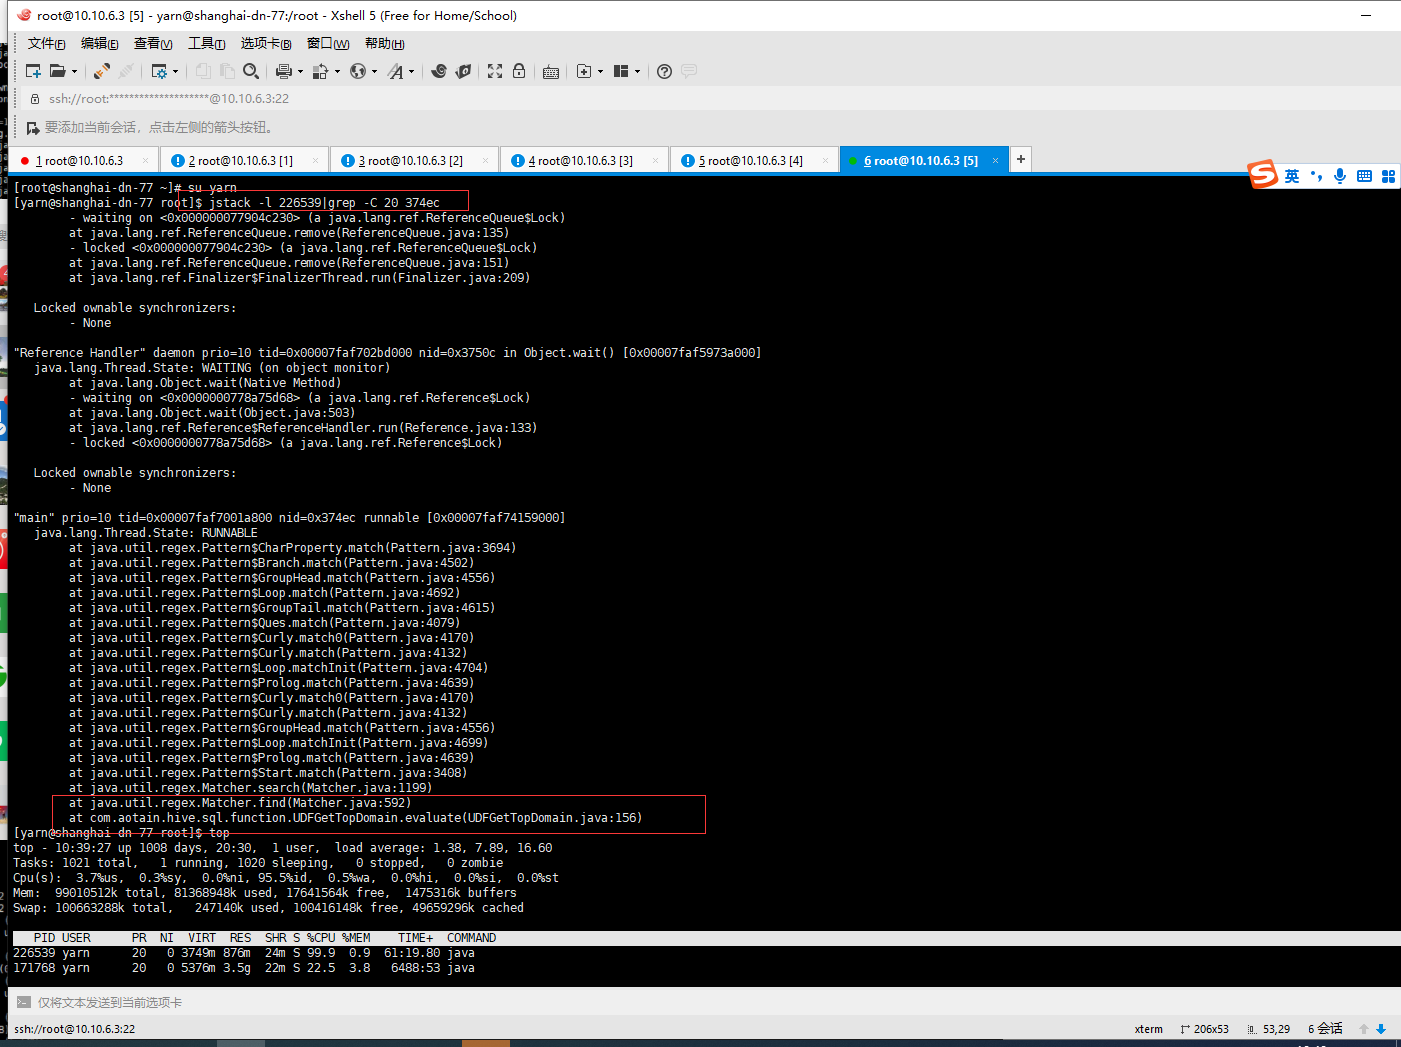 root@10.10.6.3 [5] - yarn@shanghai-dn-77:/root - Xshell 5 (Free for Home/School)
文件(F) 编辑(E) 查看(V) 工具(T) 选项卡(B) 窗口(W) 帮助(H)
ssh://root:********************@10.10.6.3:22
要添加当前会话，点击左侧的箭头按钮。
1 root@10.10.6.3 2 root@10.10.6.3 [1] 3 root@10.10.6.3 [2] 4 root@10.10.6.3 [3] 5 root@10.10.6.3 [4] 6 root@10.10.6.3 [5]
英
[root@shanghai-dn-77 ~]# su yarn
[yarn@shanghai-dn-77 root]$ jstack -l 226539|grep -C 20 374ec
- waiting on <0x000000077904c230> (a java.lang.ref.ReferenceQueue$Lock)
at java.lang.ref.ReferenceQueue.remove(ReferenceQueue.java:135)
- locked <0x000000077904c230> (a java.lang.ref.ReferenceQueue$Lock)
at java.lang.ref.ReferenceQueue.remove(ReferenceQueue.java:151)
at java.lang.ref.Finalizer$FinalizerThread.run(Finalizer.java:209)
Locked ownable synchronizers:
- None
"Reference Handler" daemon prio=10 tid=0x00007faf702bd000 nid=0x3750c in Object.wait() [0x00007faf5973a000]
java.lang.Thread.State: WAITING (on object monitor)
at java.lang.Object.wait(Native Method)
- waiting on <0x0000000778a75d68> (a java.lang.ref.Reference$Lock)
at java.lang.Object.wait(Object.java:503)
at java.lang.ref.Reference$ReferenceHandler.run(Reference.java:133)
- locked <0x0000000778a75d68> (a java.lang.ref.Reference$Lock)
Locked ownable synchronizers:
- None
"main" prio=10 tid=0x00007faf7001a800 nid=0x374ec runnable [0x00007faf74159000]
java.lang.Thread.State: RUNNABLE
at java.util.regex.Pattern$CharProperty.match(Pattern.java:3694)
at java.util.regex.Pattern$Branch.match(Pattern.java:4502)
at java.util.regex.Pattern$GroupHead.match(Pattern.java:4556)
at java.util.regex.Pattern$Loop.match(Pattern.java:4692)
at java.util.regex.Pattern$GroupTail.match(Pattern.java:4615)
at java.util.regex.Pattern$Ques.match(Pattern.java:4079)
at java.util.regex.Pattern$Curly.match0(Pattern.java:4170)
at java.util.regex.Pattern$Curly.match(Pattern.java:4132)
at java.util.regex.Pattern$Loop.matchInit(Pattern.java:4704)
at java.util.regex.Pattern$Prolog.match(Pattern.java:4639)
at java.util.regex.Pattern$Curly.match0(Pattern.java:4170)
at java.util.regex.Pattern$Curly.match(Pattern.java:4132)
at java.util.regex.Pattern$GroupHead.match(Pattern.java:4556)
at java.util.regex.Pattern$Loop.matchInit(Pattern.java:4699)
at java.util.regex.Pattern$Prolog.match(Pattern.java:4639)
at java.util.regex.Pattern$Start.match(Pattern.java:3408)
at java.util.regex.Matcher.search(Matcher.java:1199)
at java.util.regex.Matcher.find(Matcher.java:592)
at com.aotain.hive.sql.function.UDFGetTopDomain.evaluate(UDFGetTopDomain.java:156)
[yarn@shanghai-dn-77 root]$ top
top - 10:39:27 up 1008 days, 20:30,  1 user,  load average: 1.38, 7.89, 16.60
Tasks: 1021 total,   1 running, 1020 sleeping,   0 stopped,   0 zombie
Cpu(s):  3.7%us,  0.3%sy,  0.0%ni, 95.5%id,  0.5%wa,  0.0%hi,  0.0%si,  0.0%st
Mem:  99010512k total, 81368948k used, 17641564k free,  1475316k buffers
Swap: 100663288k total,   247140k used, 100416148k free, 49659296k cached
PID USER      PR  NI  VIRT  RES  SHR S %CPU %MEM    TIME+  COMMAND
226539 yarn      20   0 3749m 876m  24m S 99.9  0.9  61:19.80 java
171768 yarn      20   0 5376m 3.5g  22m S 22.5  3.8   6488:53 java
仅将文本发送到当前选项卡
ssh://root@10.10.6.3:22 xterm 206x53 53,29 6 会话